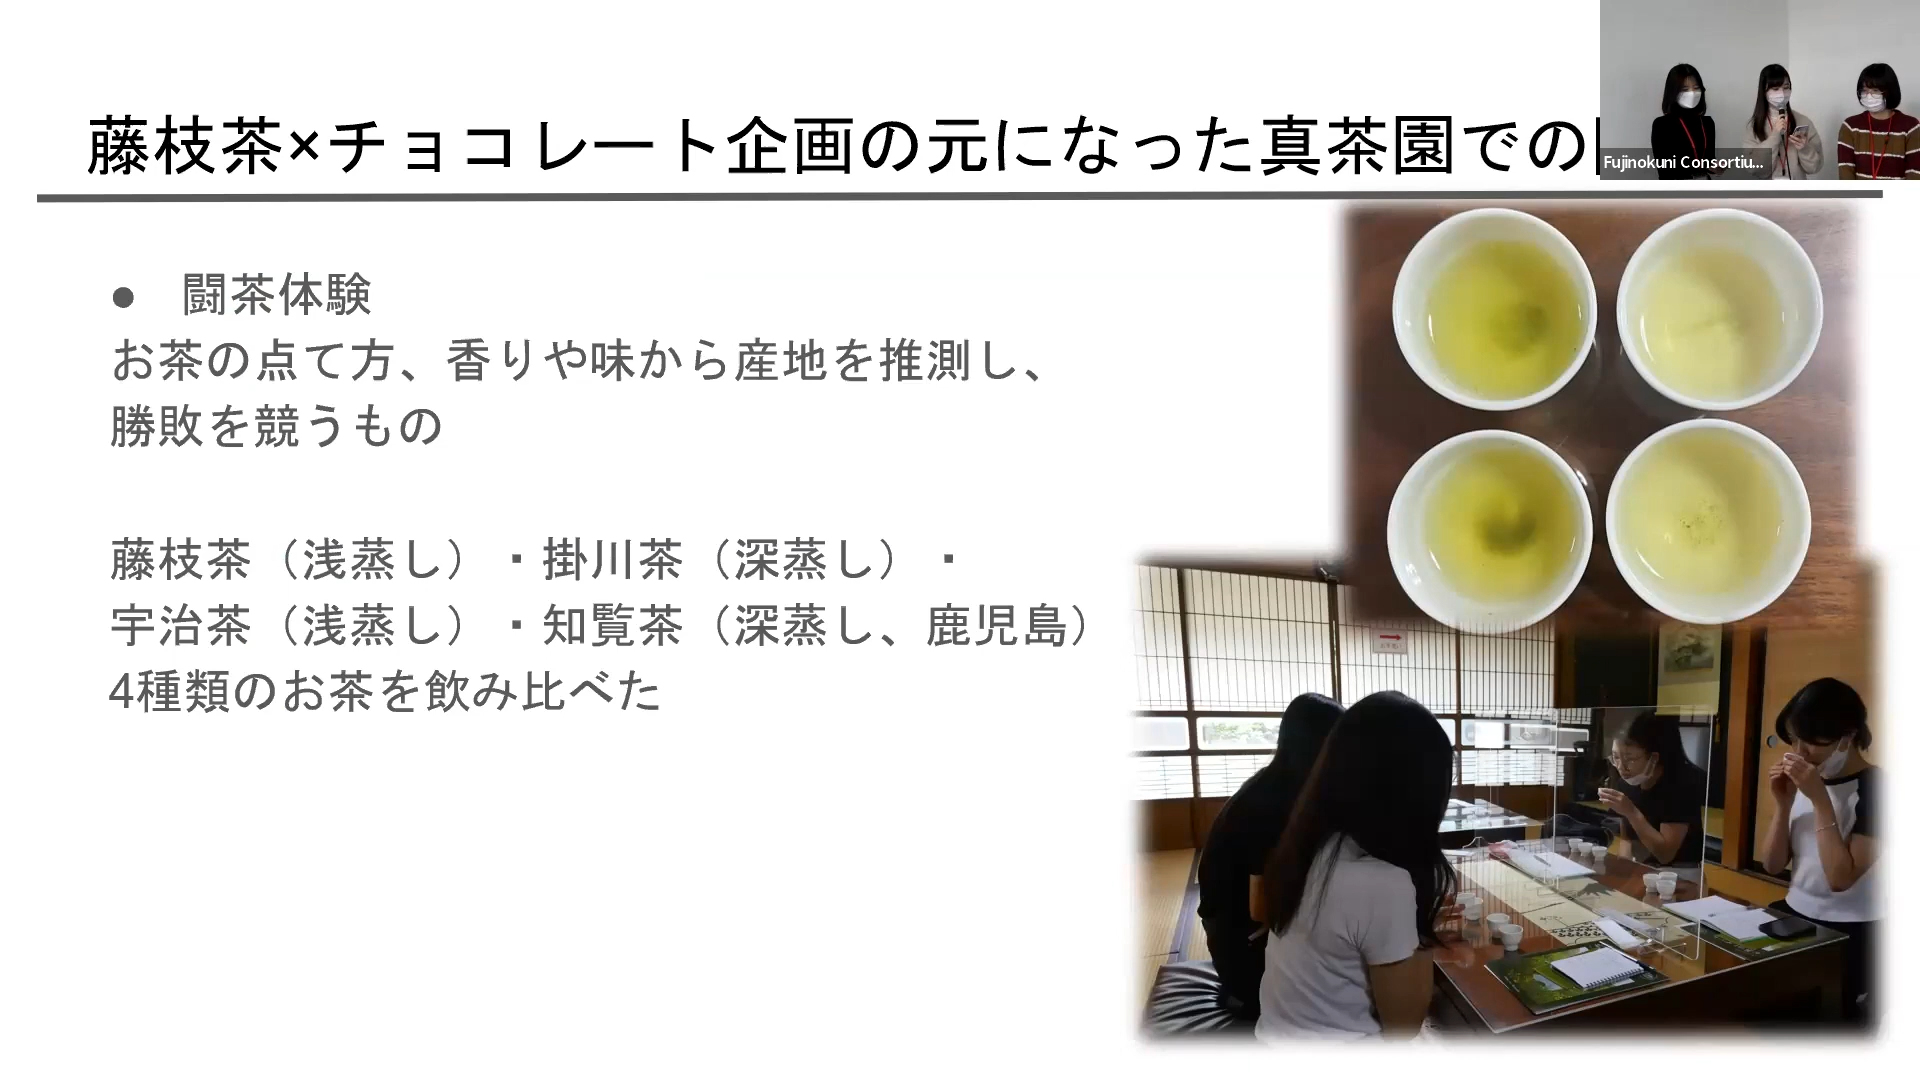 藤枝茶×チョコレート企画の元になった真茶園での
Fujinokuni Consortiu...
● 闘茶体験
お茶の点て方、香りや味から産地を推測し、
勝敗を競うもの
藤枝茶（浅蒸し）・掛川茶（深蒸し）・
宇治茶（浅蒸し）・知覧茶（深蒸し、鹿児島）
4種類のお茶を飲み比べた